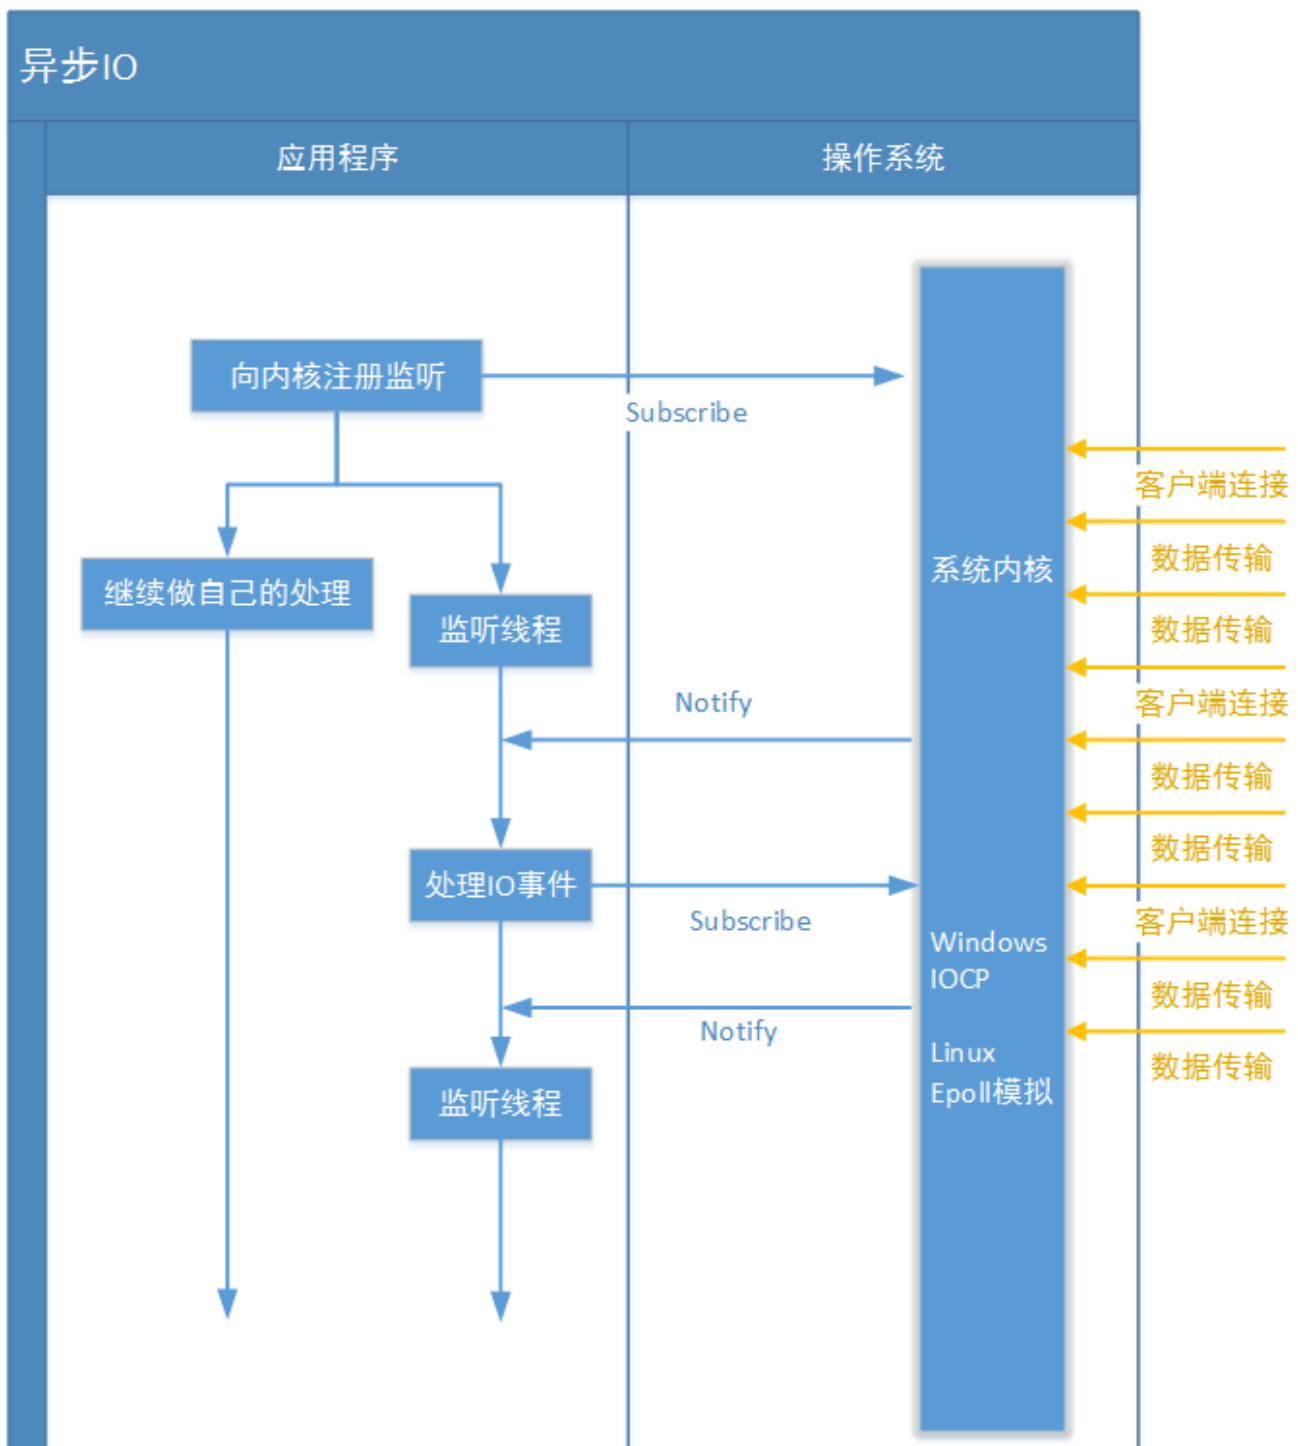 异步IO
应用程序
操作系统
向内核注册监听
Subscribe
客户端连接
数据传输
系统内核
继续做自己的处理
监听线程
数据传输
Notify
客户端连接
数据传输
数据传输
处理IO事件
Subscribe
客户端连接
Windows
IOCP
数据传输
Notify
Linux
Epoll模拟
数据传输
监听线程